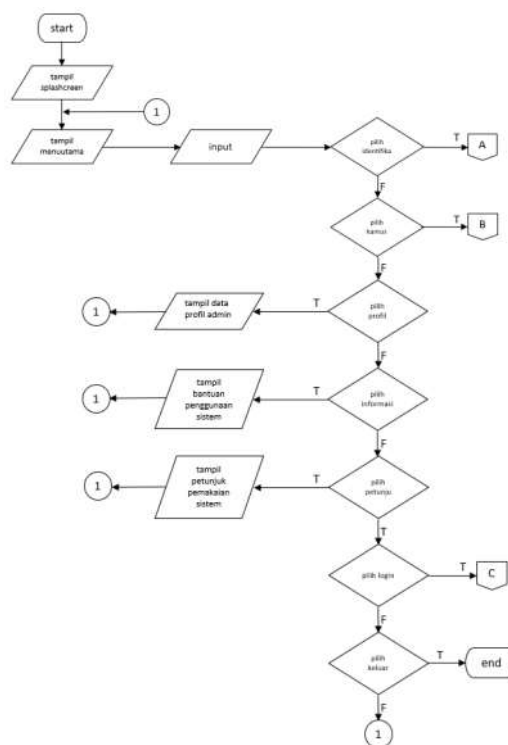 start
tampil
splashcreen
1
tampil
menuutama
input
pilih
identifika
T
A
F
pilih
kamus
T
B
F
1
tampil data
profil admin
T
pilih
profil
F
1
tampil
bantuan
penggunaan
sistem
T
pilih
informasi
F
1
tampil
petunjuk
pemakaian
sistem
T
pilih
petunju
T
pilih login
T
C
F
pilih
keluar
T
end
F
1